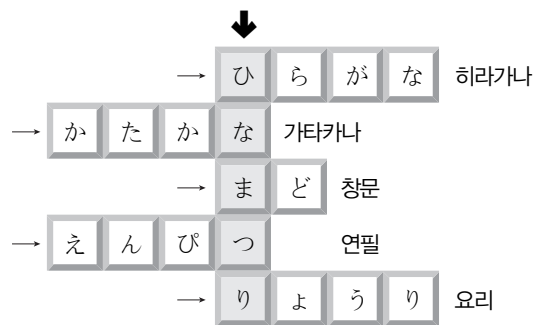 ひらがな 히라가나
かたかな 가타카나
まど 창문
えんぴつ 연필
りょうり 요리